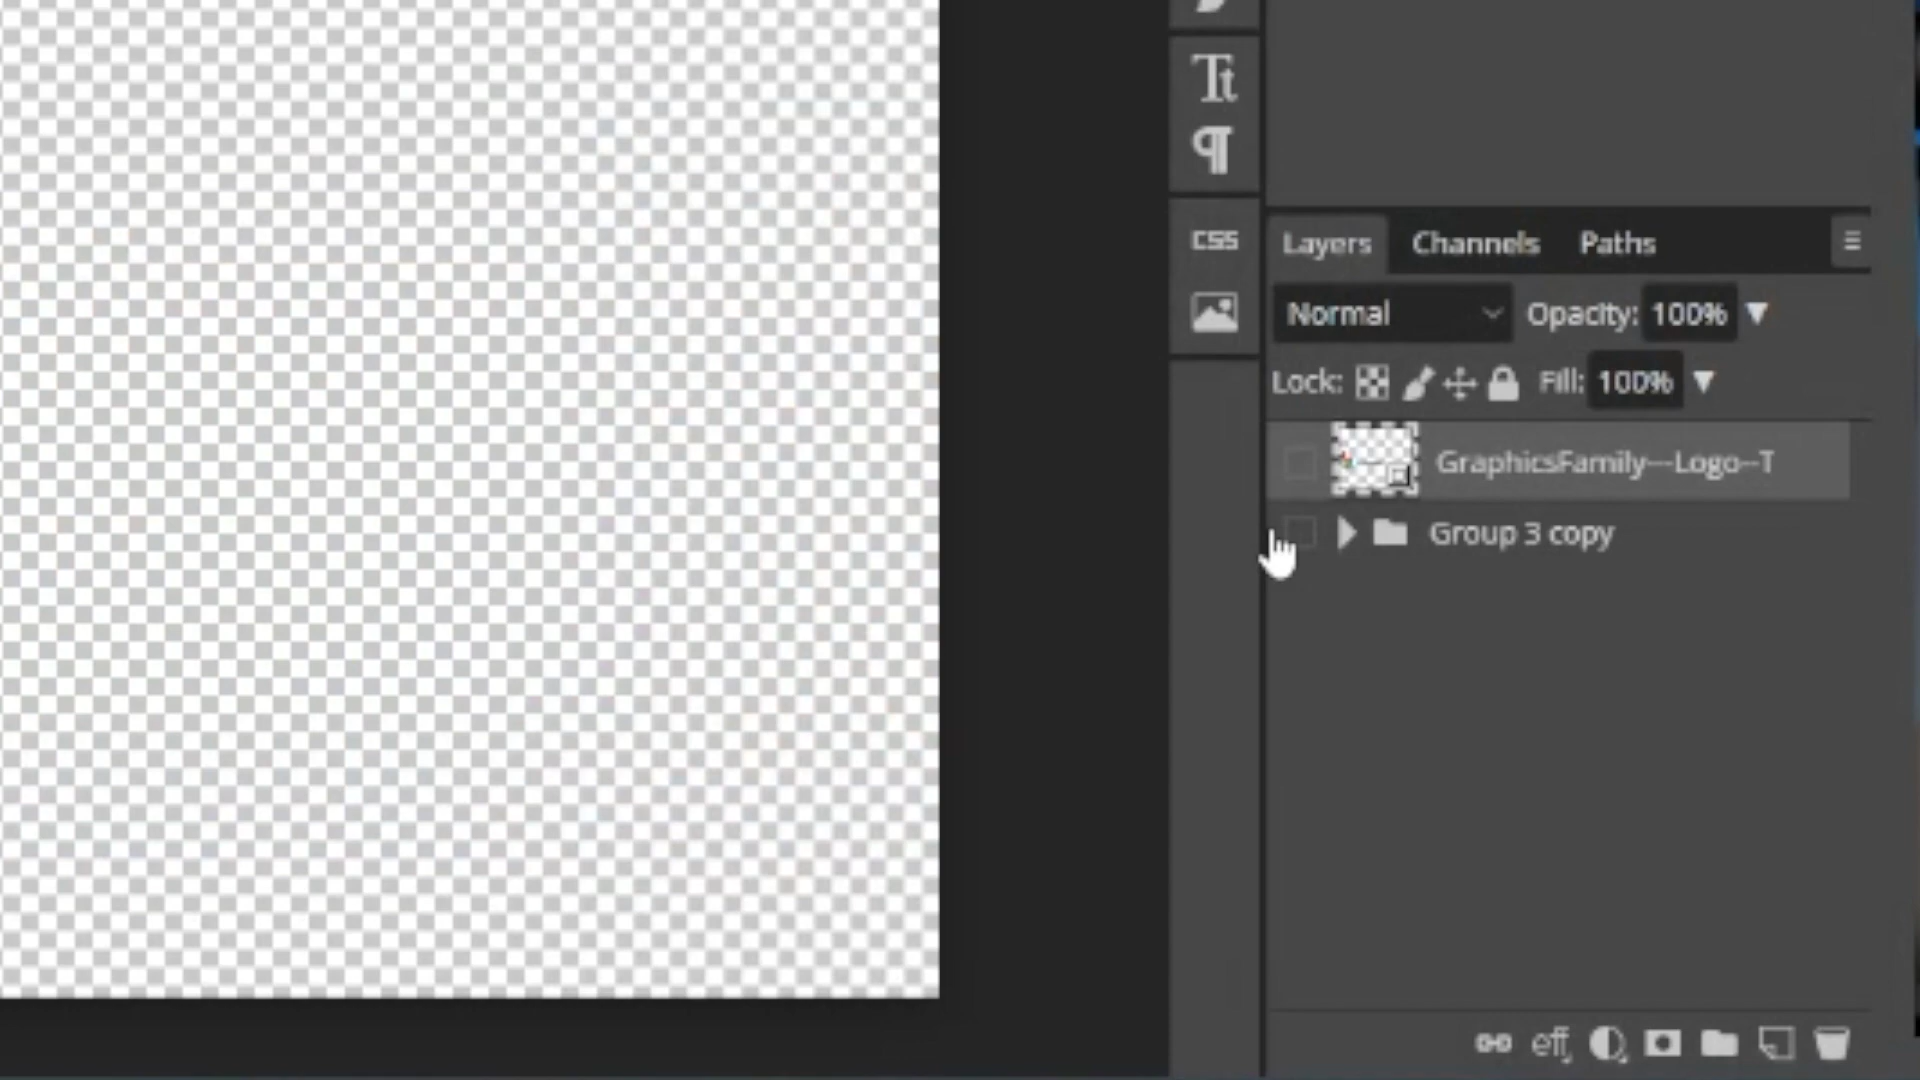 Tt
¶
CSS
Layers Channels Paths
Normal Opacity: 100%
Lock: Fill: 100%
GraphicsFamily---Logo--T
Group 3 copy
eff